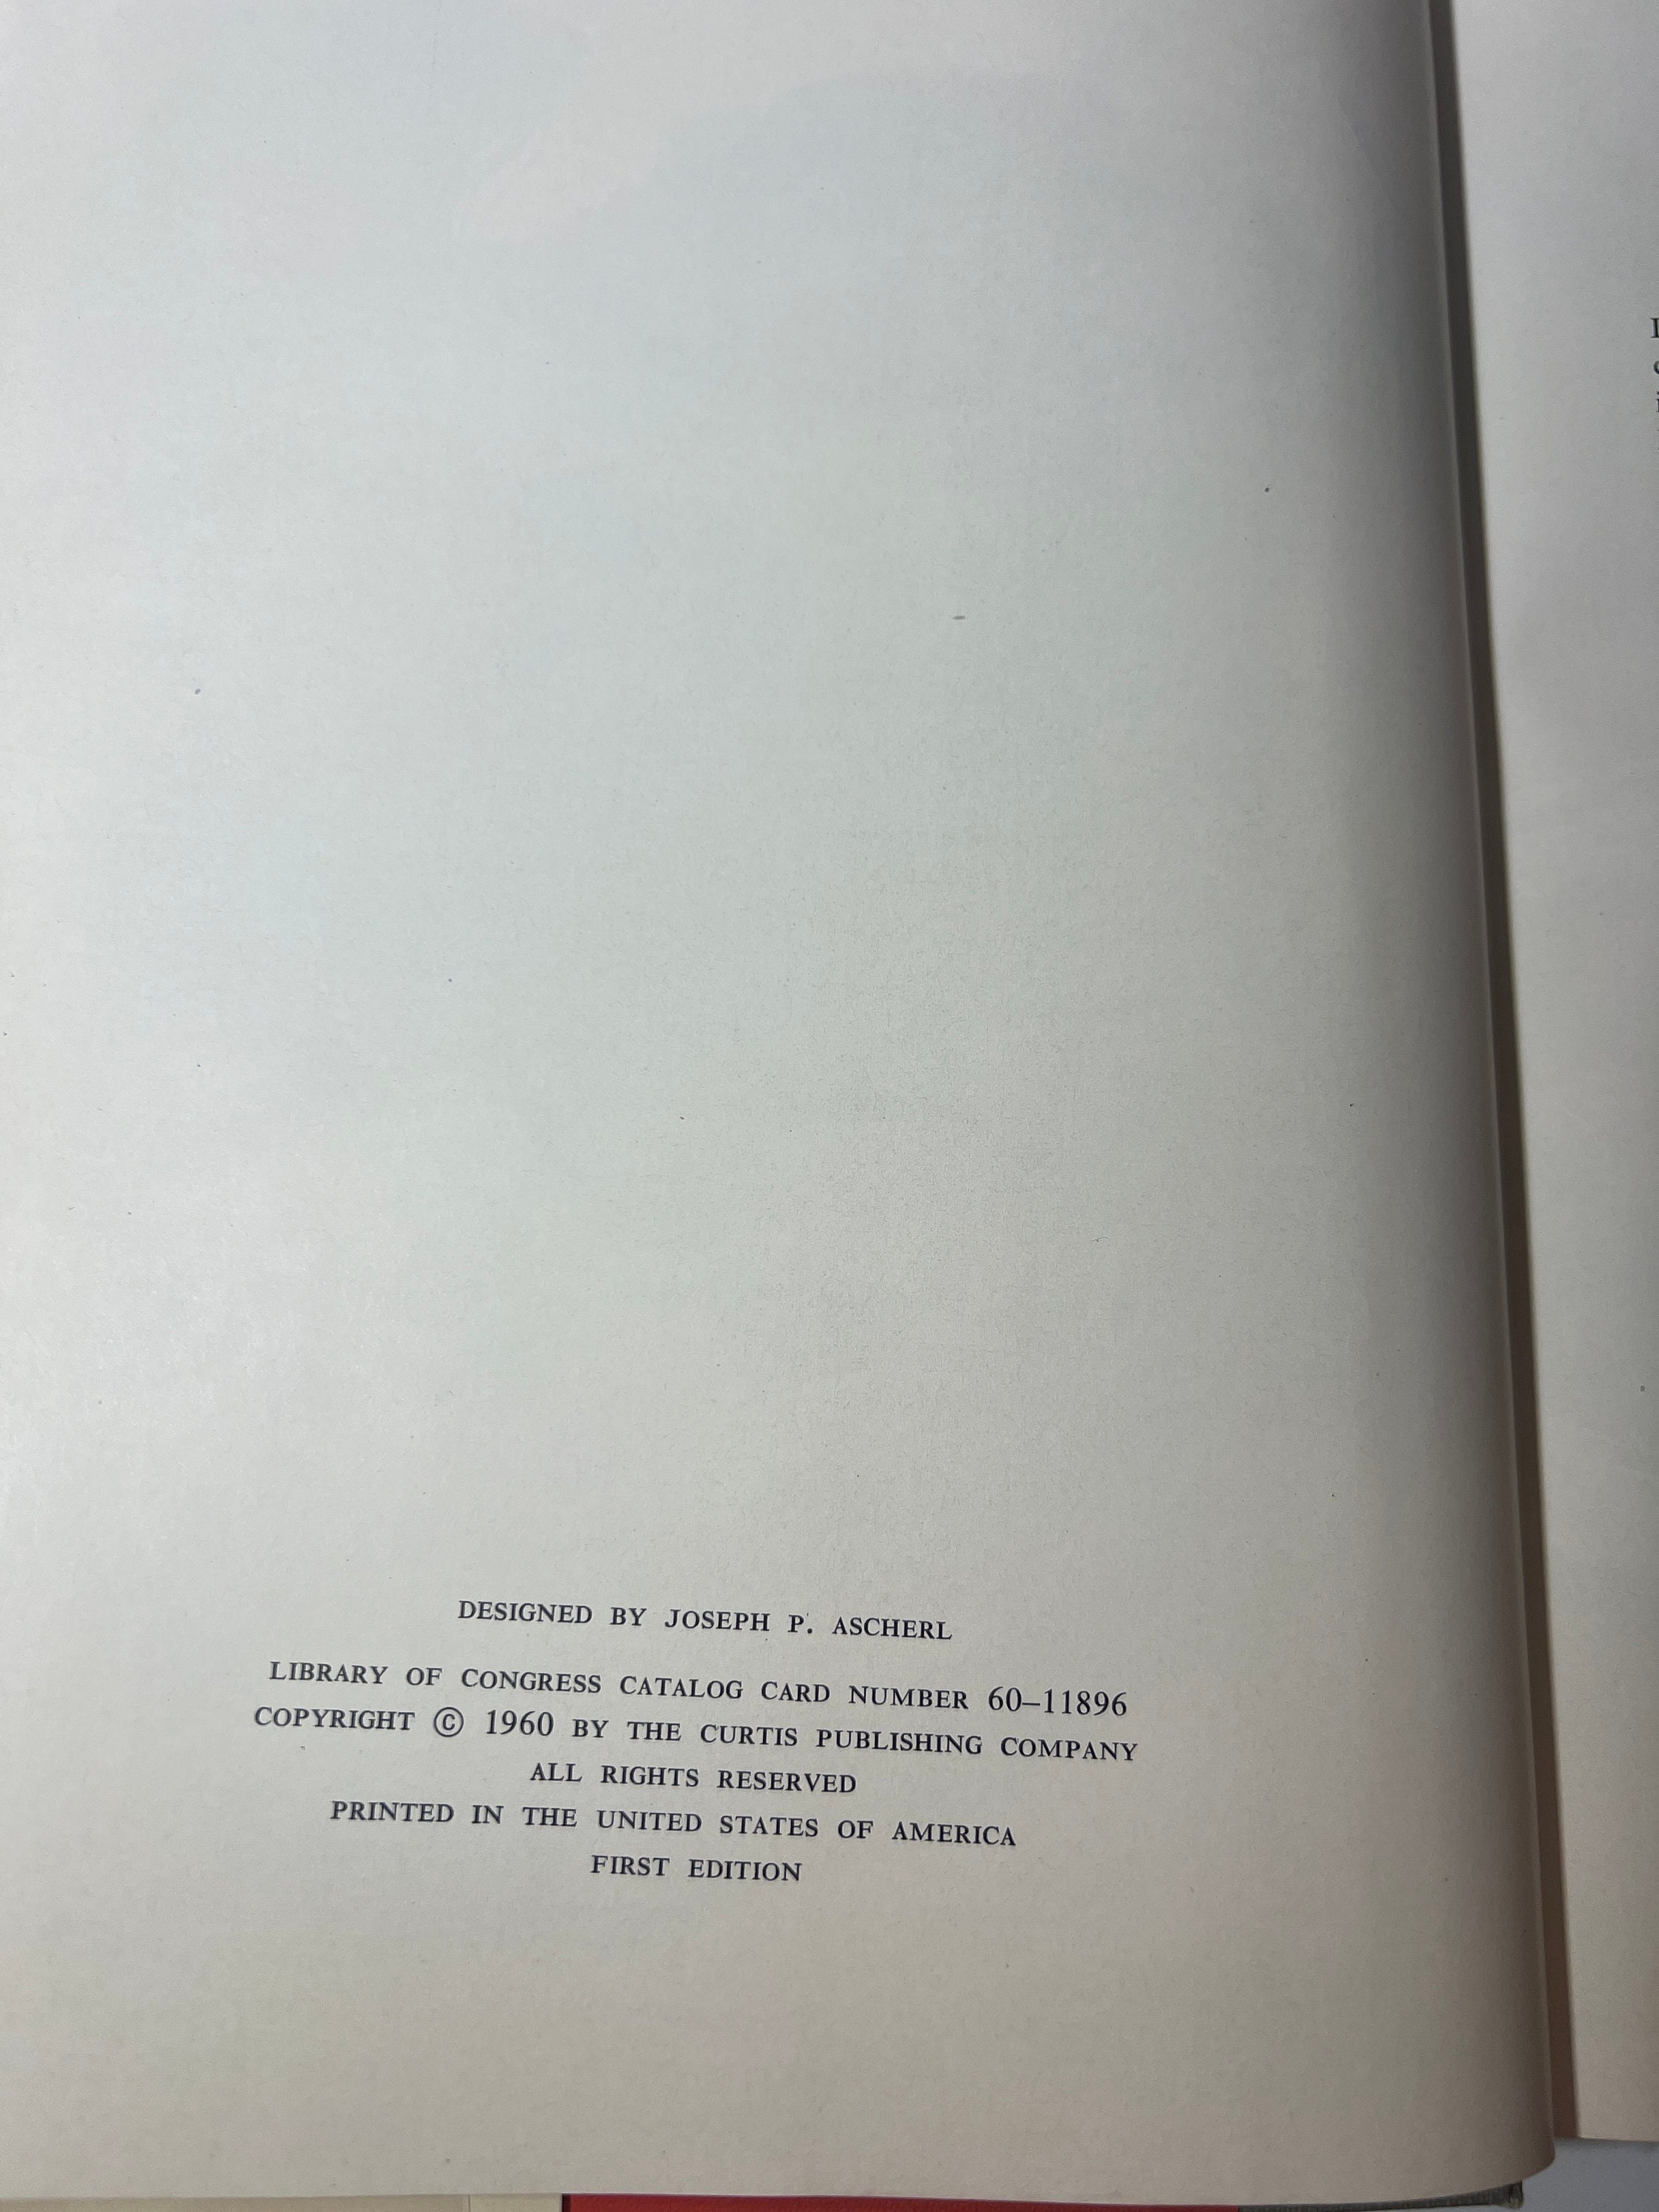 DESIGNED BY JOSEPH P. ASCHERL
LIBRARY OF CONGRESS CATALOG CARD NUMBER 60–11896
COPYRIGHT © 1960 BY THE CURTIS PUBLISHING COMPANY
ALL RIGHTS RESERVED
PRINTED IN THE UNITED STATES OF AMERICA
FIRST EDITION